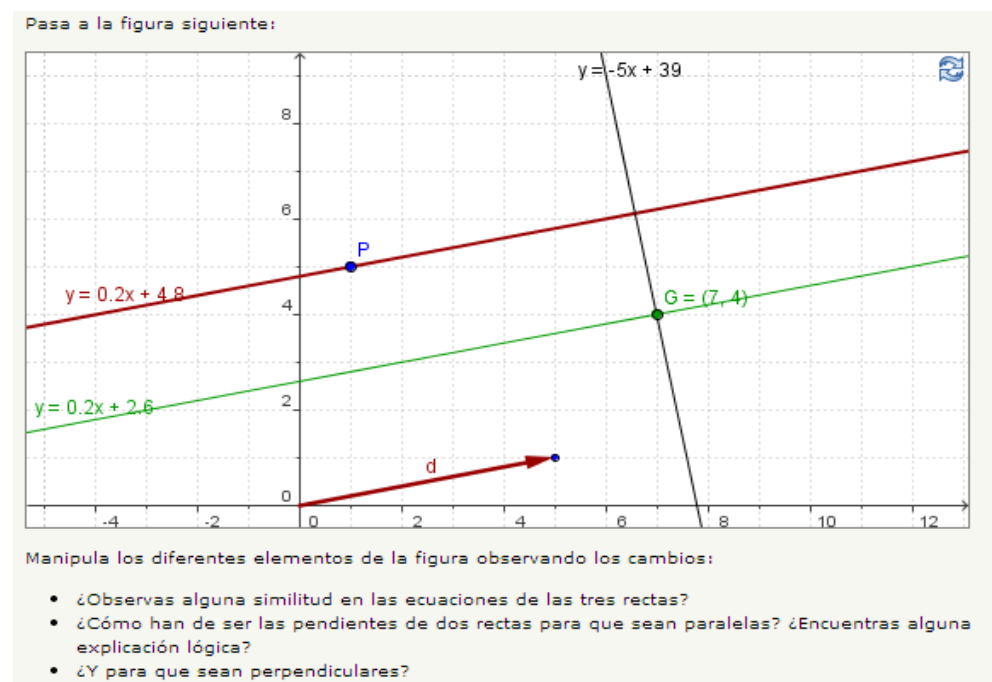 Pasa a la figura siguiente:
y = -5x + 39
8
6
P
y = 0.2x + 4.8
4
G = (7, 4)
y = 0.2x + 2.6
2
d
0
-4 -2 0 2 4 6 8 10 12
Manipula los diferentes elementos de la figura observando los cambios:
• ¿Observas alguna similitud en las ecuaciones de las tres rectas?
• ¿Cómo han de ser las pendientes de dos rectas para que sean paralelas? ¿Encuentras alguna
explicación lógica?
• ¿Y para que sean perpendiculares?